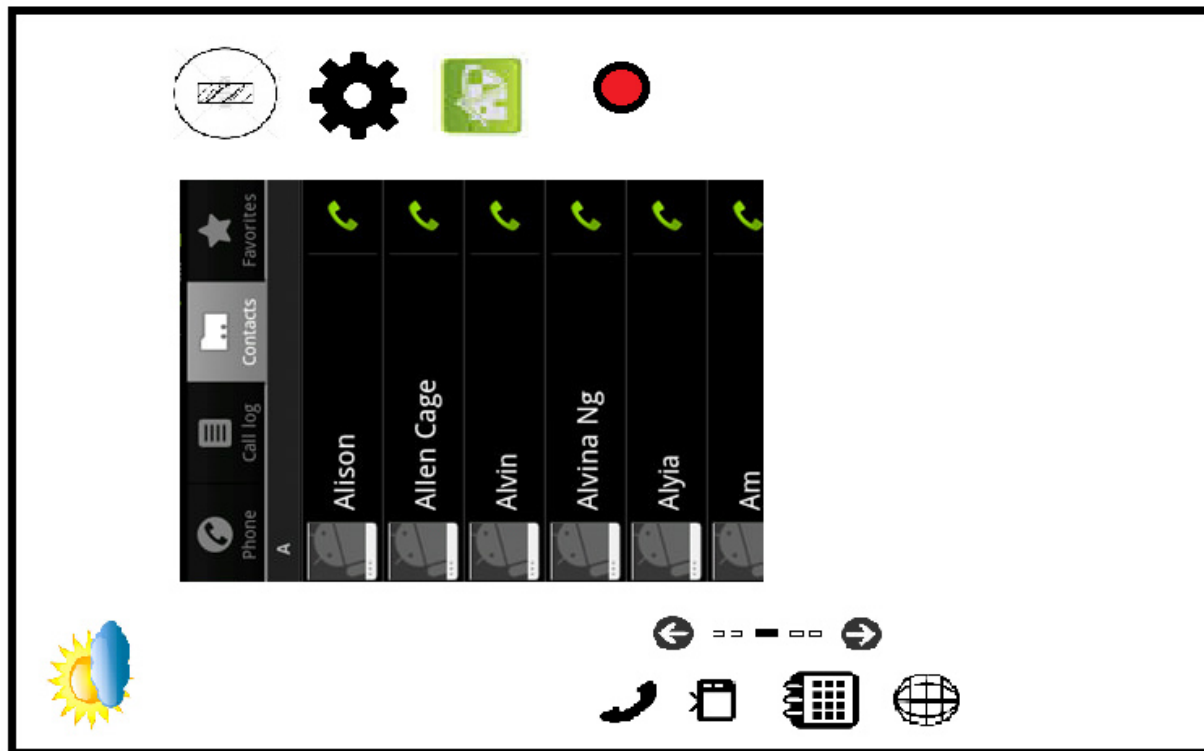 Phone
Call log
Contacts
Favorites
A
Alison
Allen Cage
Alvin
Alvina Ng
Alyia
Am